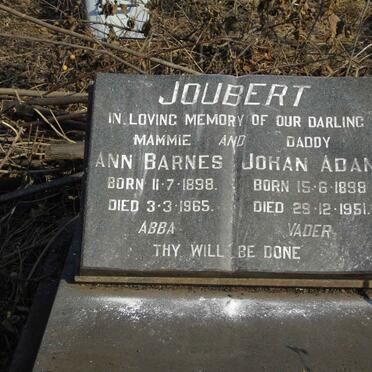 JOUBERT
IN LOVING MEMORY OF OUR DARLING
MAMMIE AND DADDY
ANN BARNES JOHAN ADAM
BORN 11-7-1898. BORN 15-6-1898
DIED 3-3-1965. DIED 29-12-1951.
ABBA VADER
THY WILL BE DONE